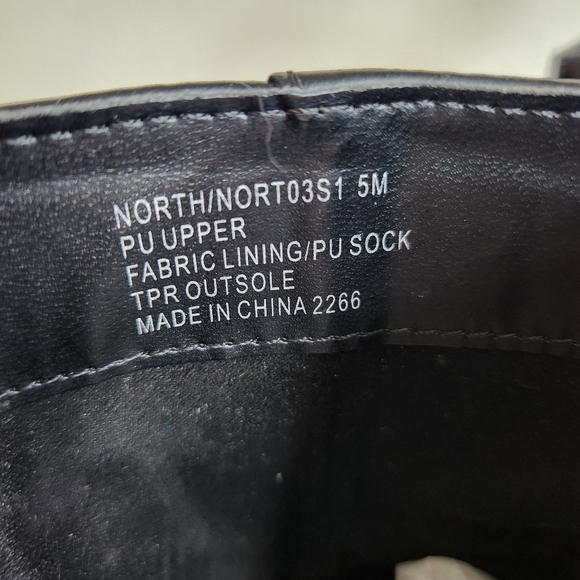 NORTH/NORT03S1 5M
PU UPPER
FABRIC LINING/PU SOCK
TPR OUTSOLE
MADE IN CHINA 2266